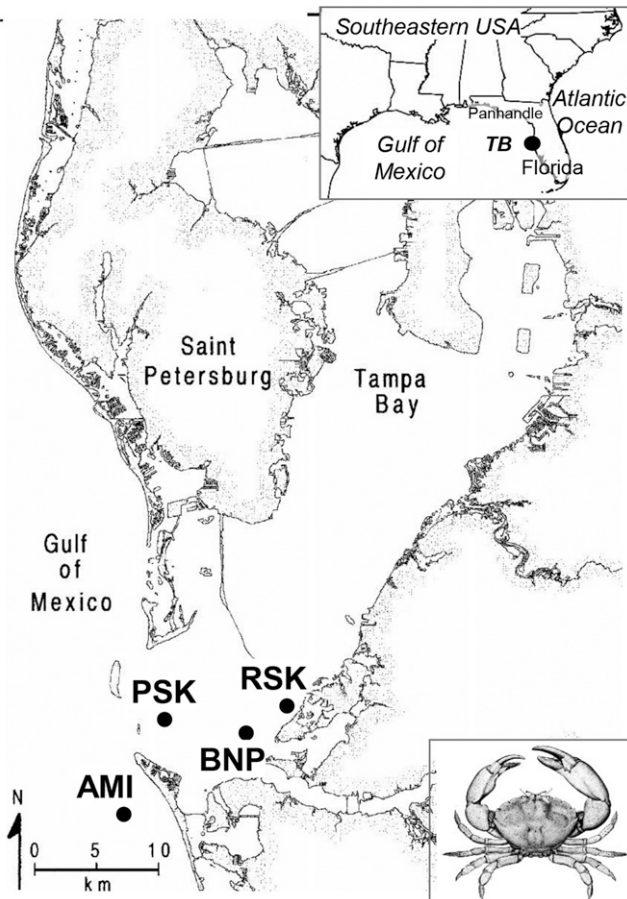 Southeastern USA
Panhandle
Atlantic
Ocean
Gulf of
Mexico
TB
Florida
Saint
Petersburg
Tampa
Bay
Gulf
of
Mexico
PSK
RSK
BNP
AMI
N
0 5 10
km